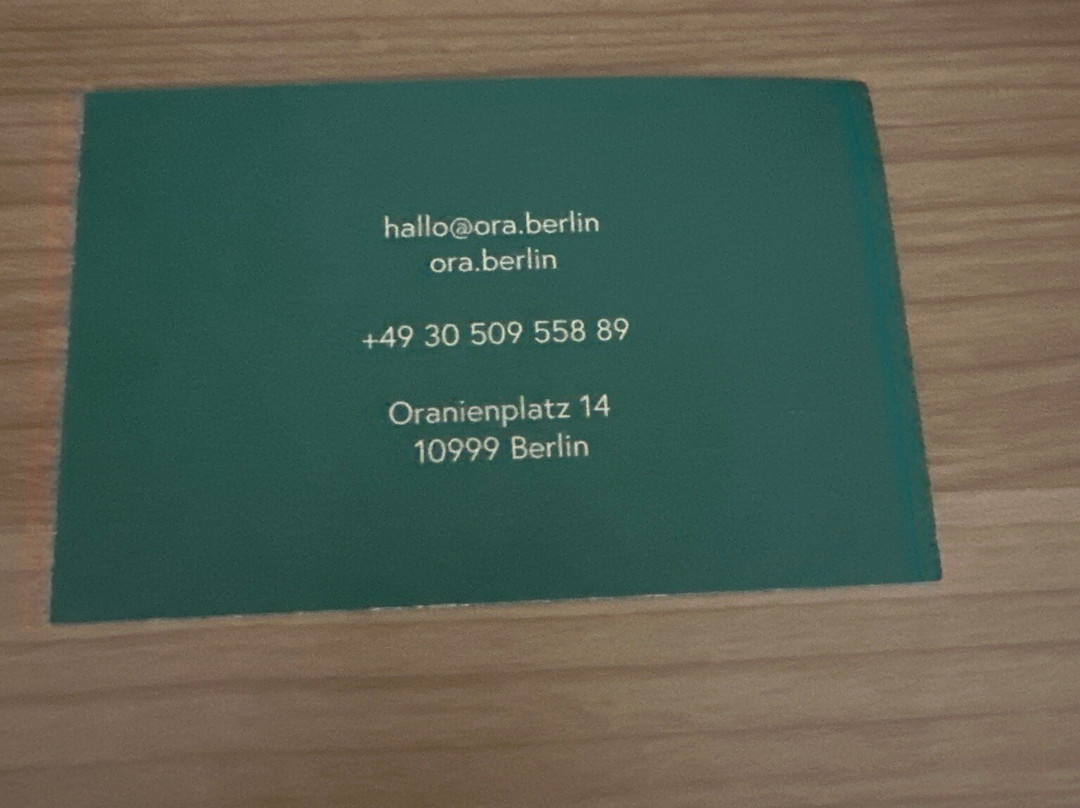 hallo@ora.berlin
ora.berlin
+49 30 509 558 89
Oranienplatz 14
10999 Berlin